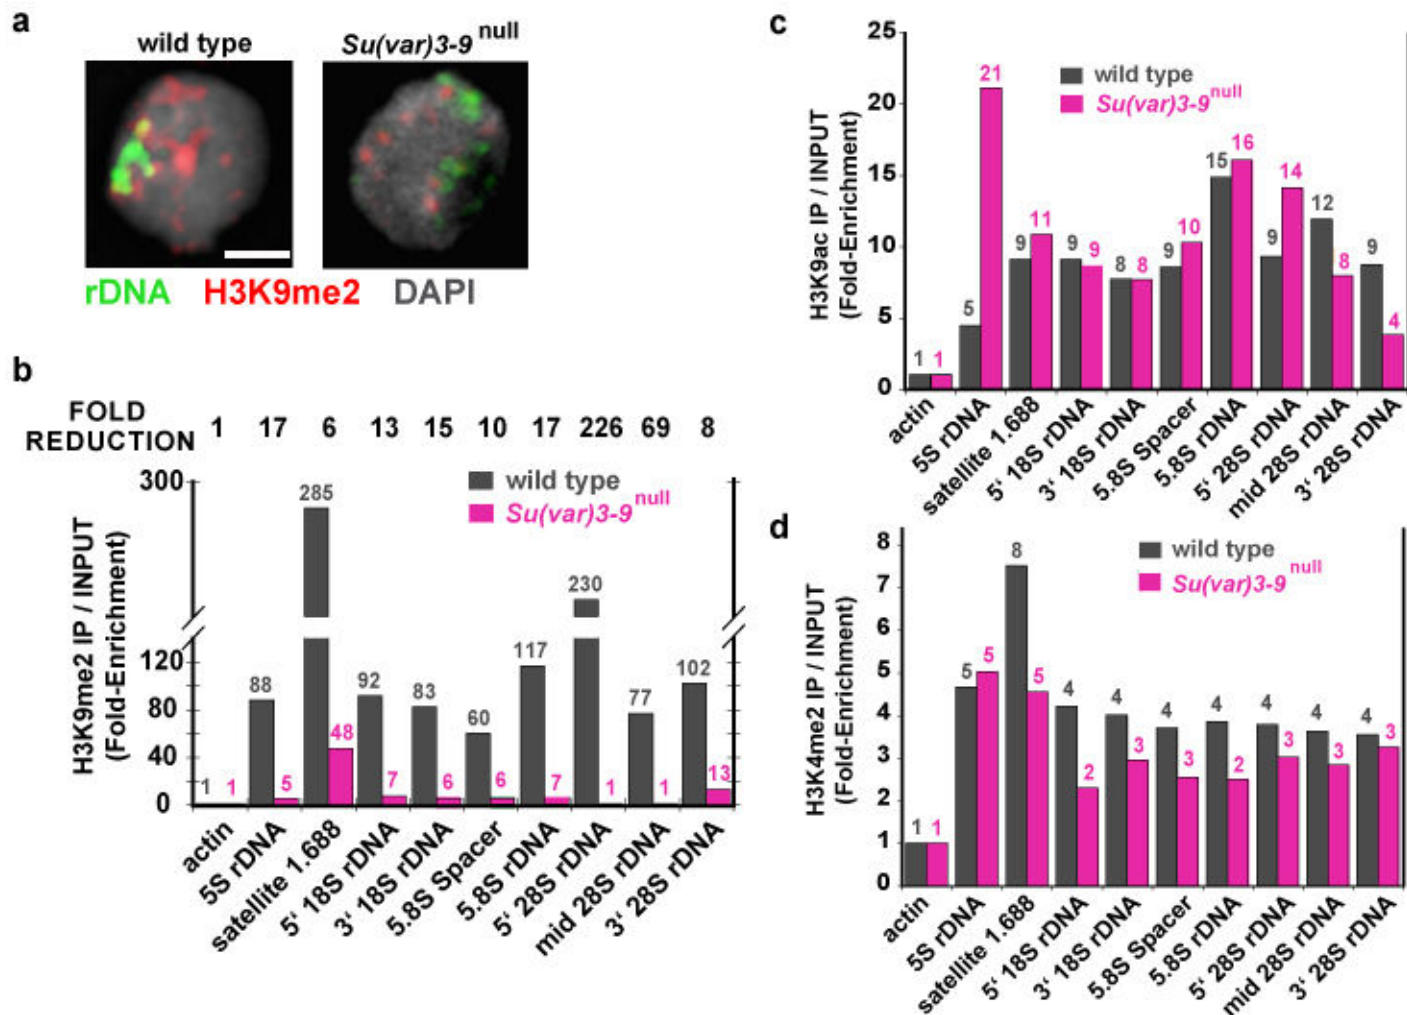 a
wild type
Su(var)3-9 null
rDNA H3K9me2 DAPI
b
FOLD REDUCTION
1 17 6 13 15 10 17 226 69 8
H3K9me2 IP / INPUT
(Fold-Enrichment)
300
120
80
40
0
wild type
Su(var)3-9 null
1 1 88 5 285 48 92 7 83 6 60 6 117 7 230 1 77 1 102 13
actin
5S rDNA
satellite 1.688
5‘ 18S rDNA
3‘ 18S rDNA
5.8S Spacer
5.8S rDNA
5‘ 28S rDNA
mid 28S rDNA
3‘ 28S rDNA
c
H3K9ac IP / INPUT
(Fold-Enrichment)
25
20
15
10
5
0
wild type
Su(var)3-9 null
1 1 5 21 9 11 9 9 8 8 9 10 15 16 9 14 12 8 9 4
actin
5S rDNA
satellite 1.688
5‘ 18S rDNA
3‘ 18S rDNA
5.8S Spacer
5.8S rDNA
5‘ 28S rDNA
mid 28S rDNA
3‘ 28S rDNA
d
H3K4me2 IP / INPUT
(Fold-Enrichment)
8
7
6
5
4
3
2
1
0
wild type
Su(var)3-9 null
1 1 5 5 8 5 4 2 4 3 4 3 4 2 4 3 4 3 4 3
actin
5S rDNA
satellite 1.688
5‘ 18S rDNA
3‘ 18S rDNA
5.8S Spacer
5.8S rDNA
5‘ 28S rDNA
mid 28S rDNA
3‘ 28S rDNA